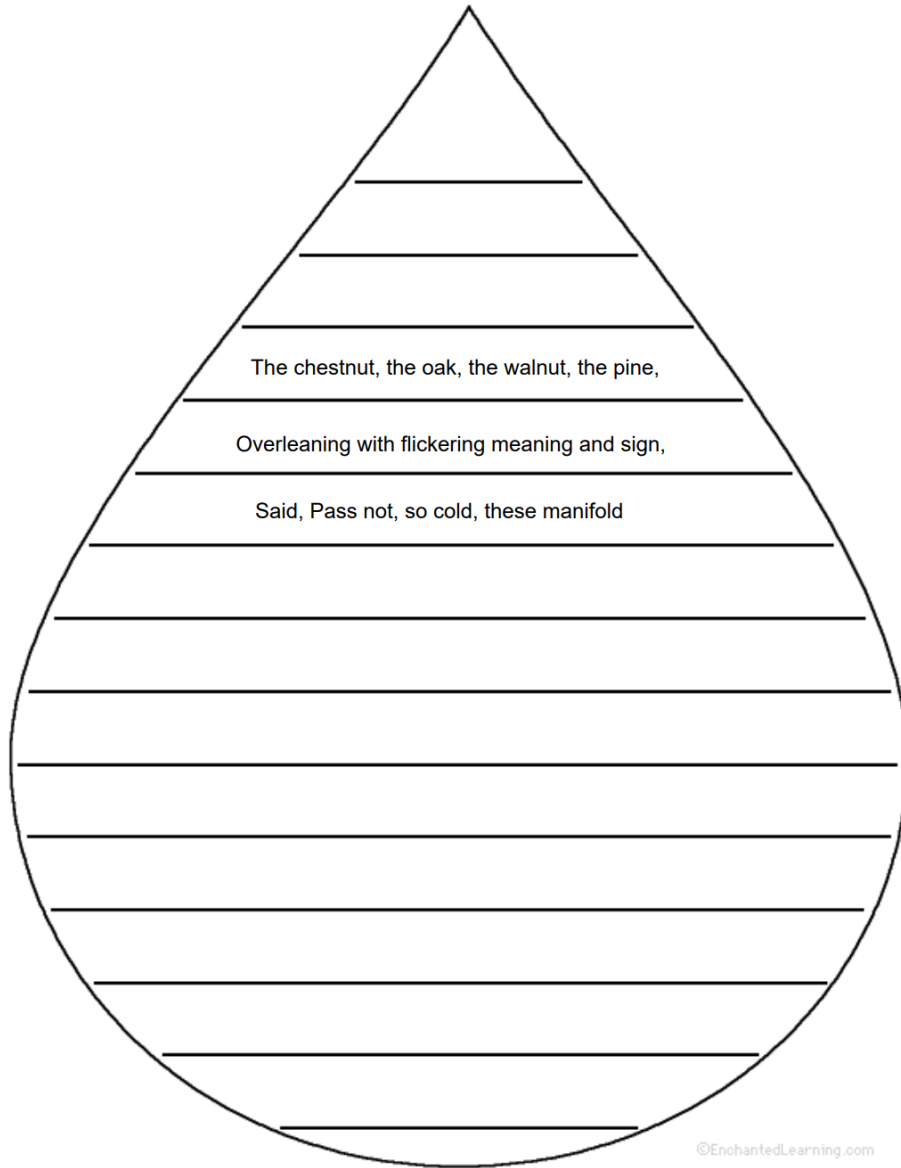 The chestnut, the oak, the walnut, the pine,
Overleaning with flickering meaning and sign,
Said, Pass not, so cold, these manifold
©EnchantedLearning.com